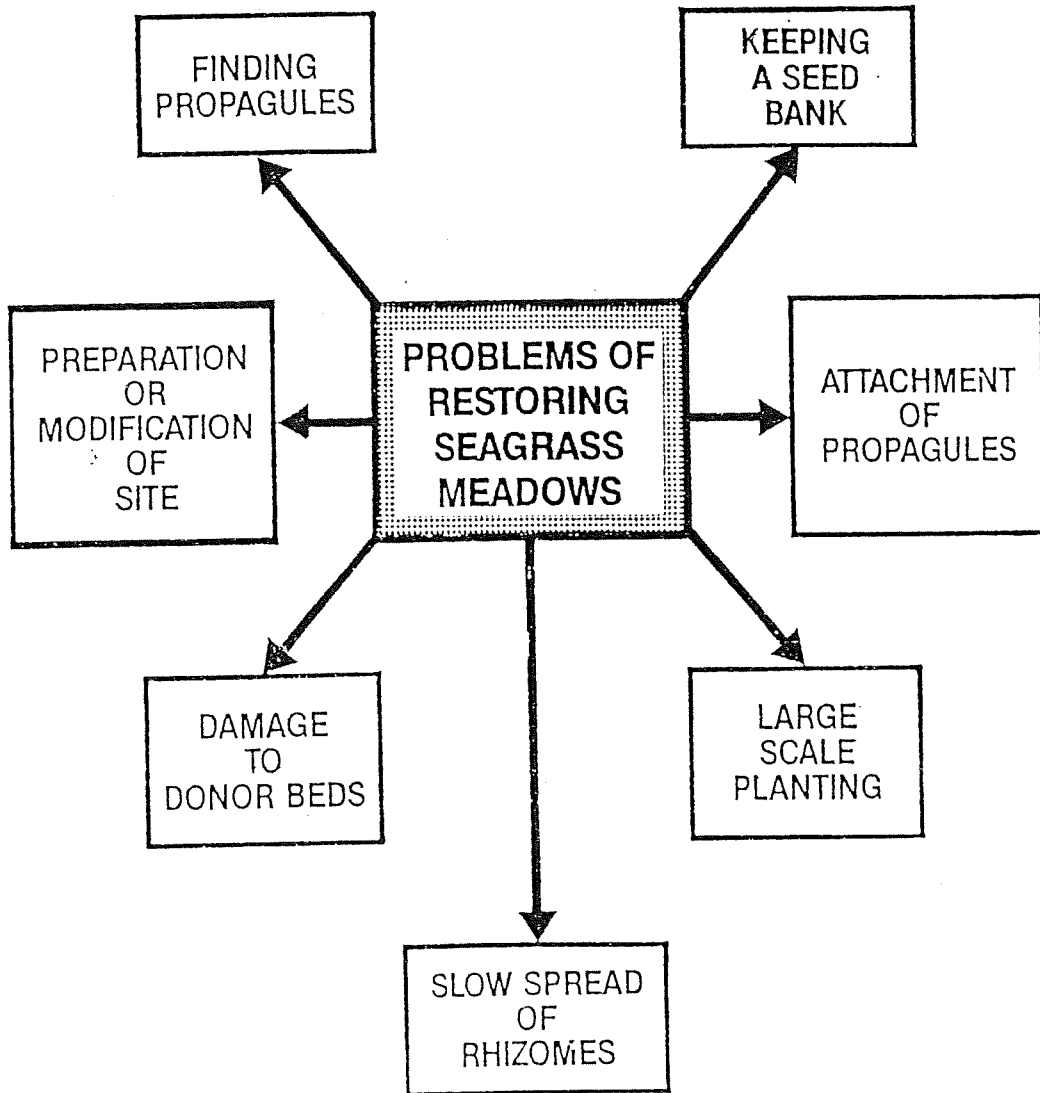 FINDING
PROPAGULES
KEEPING
A SEED
BANK
PREPARATION
OR
MODIFICATION
OF
SITE
PROBLEMS OF
RESTORING
SEAGRASS
MEADOWS
ATTACHMENT
OF
PROPAGULES
DAMAGE
TO
DONOR BEDS
LARGE
SCALE
PLANTING
SLOW SPREAD
OF
RHIZOMES